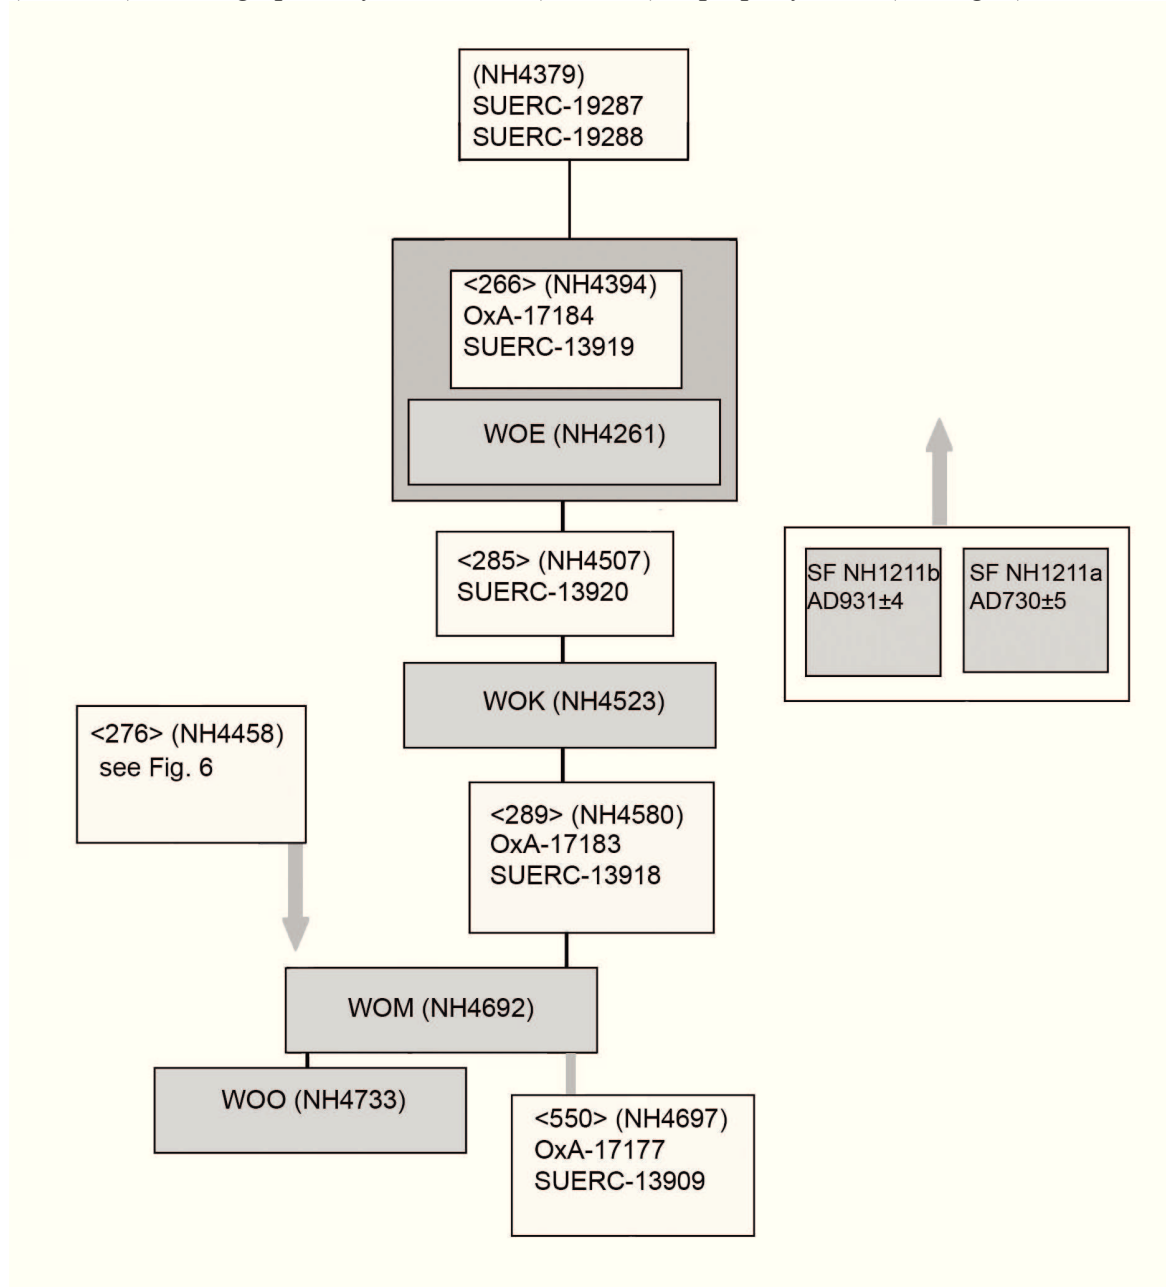 (NH4379)
SUERC-19287
SUERC-19288
<266> (NH4394)
OxA-17184
SUERC-13919
WOE (NH4261)
<285> (NH4507)
SUERC-13920
SF NH1211b
AD931±4
SF NH1211a
AD730±5
WOK (NH4523)
<276> (NH4458)
see Fig. 6
<289> (NH4580)
OxA-17183
SUERC-13918
WOM (NH4692)
WOO (NH4733)
<550> (NH4697)
OxA-17177
SUERC-13909